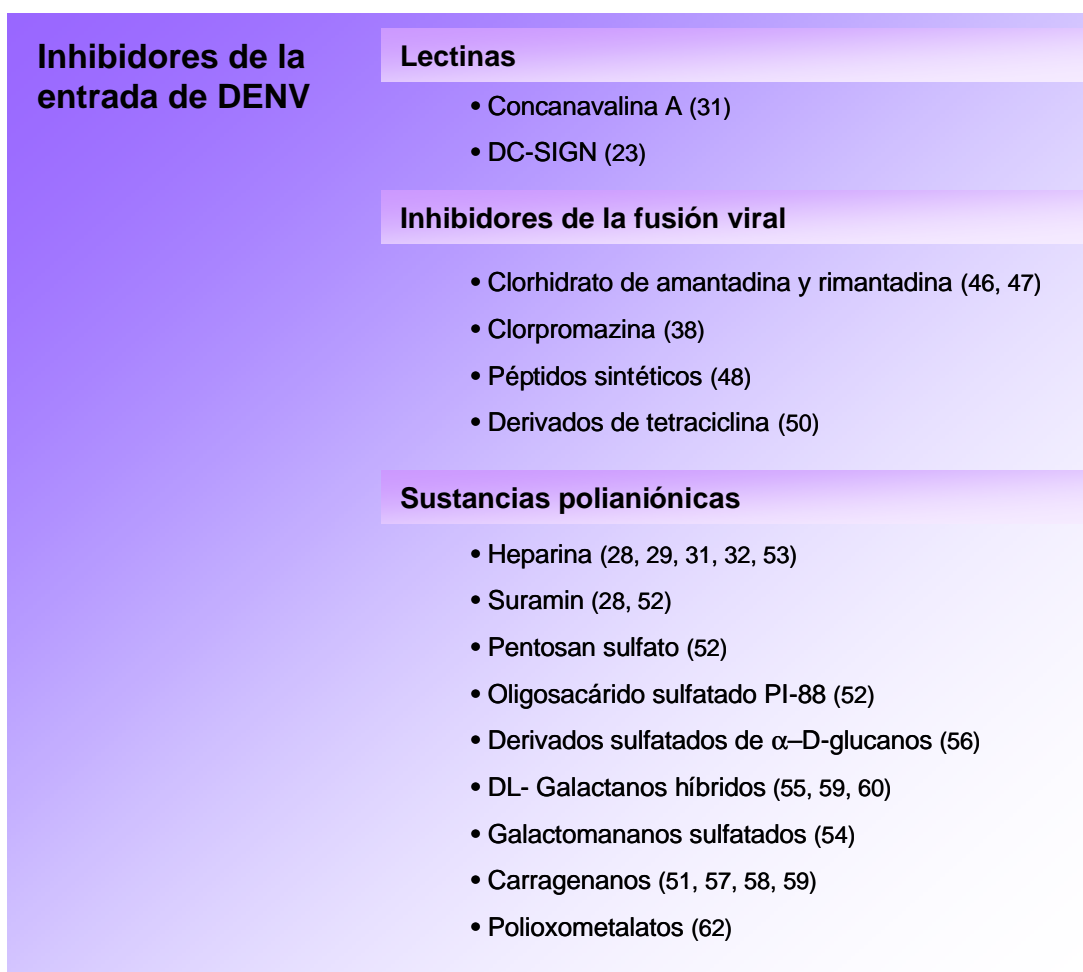 Inhibidores de la
entrada de DENV
Lectinas
• Concanavalina A (31)
• DC-SIGN (23)
Inhibidores de la fusión viral
• Clorhidrato de amantadina y rimantadina (46, 47)
• Clorpromazina (38)
• Péptidos sintéticos (48)
• Derivados de tetraciclina (50)
Sustancias polianiónicas
• Heparina (28, 29, 31, 32, 53)
• Suramin (28, 52)
• Pentosan sulfato (52)
• Oligosacárido sulfatado PI-88 (52)
• Derivados sulfatados de α–D-glucanos (56)
• DL- Galactanos híbridos (55, 59, 60)
• Galactomananos sulfatados (54)
• Carragenanos (51, 57, 58, 59)
• Polioxometalatos (62)